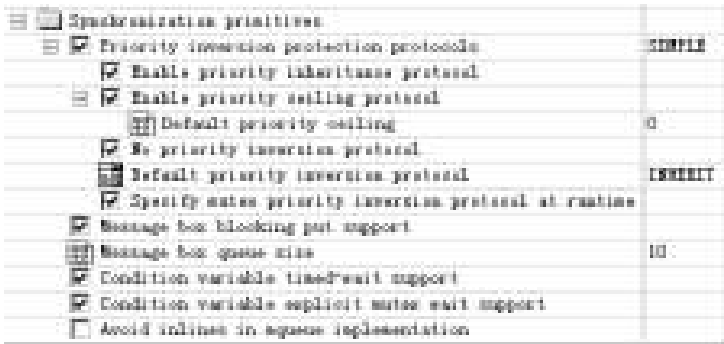 Synchronization primitives
Priority inversion protection protocols SIMPLE
Enable priority inheritance protocol
Enable priority ceiling protocol
Default priority ceiling 0
No priority inversion protocol
Default priority inversion protocol INHERIT
Specify mutex priority inversion protocol at runtime
Message box blocking put support
Message box queue size 10
Condition variable timed-wait support
Condition variable explicit mutex wait support
Avoid inlines in mqueue implementation